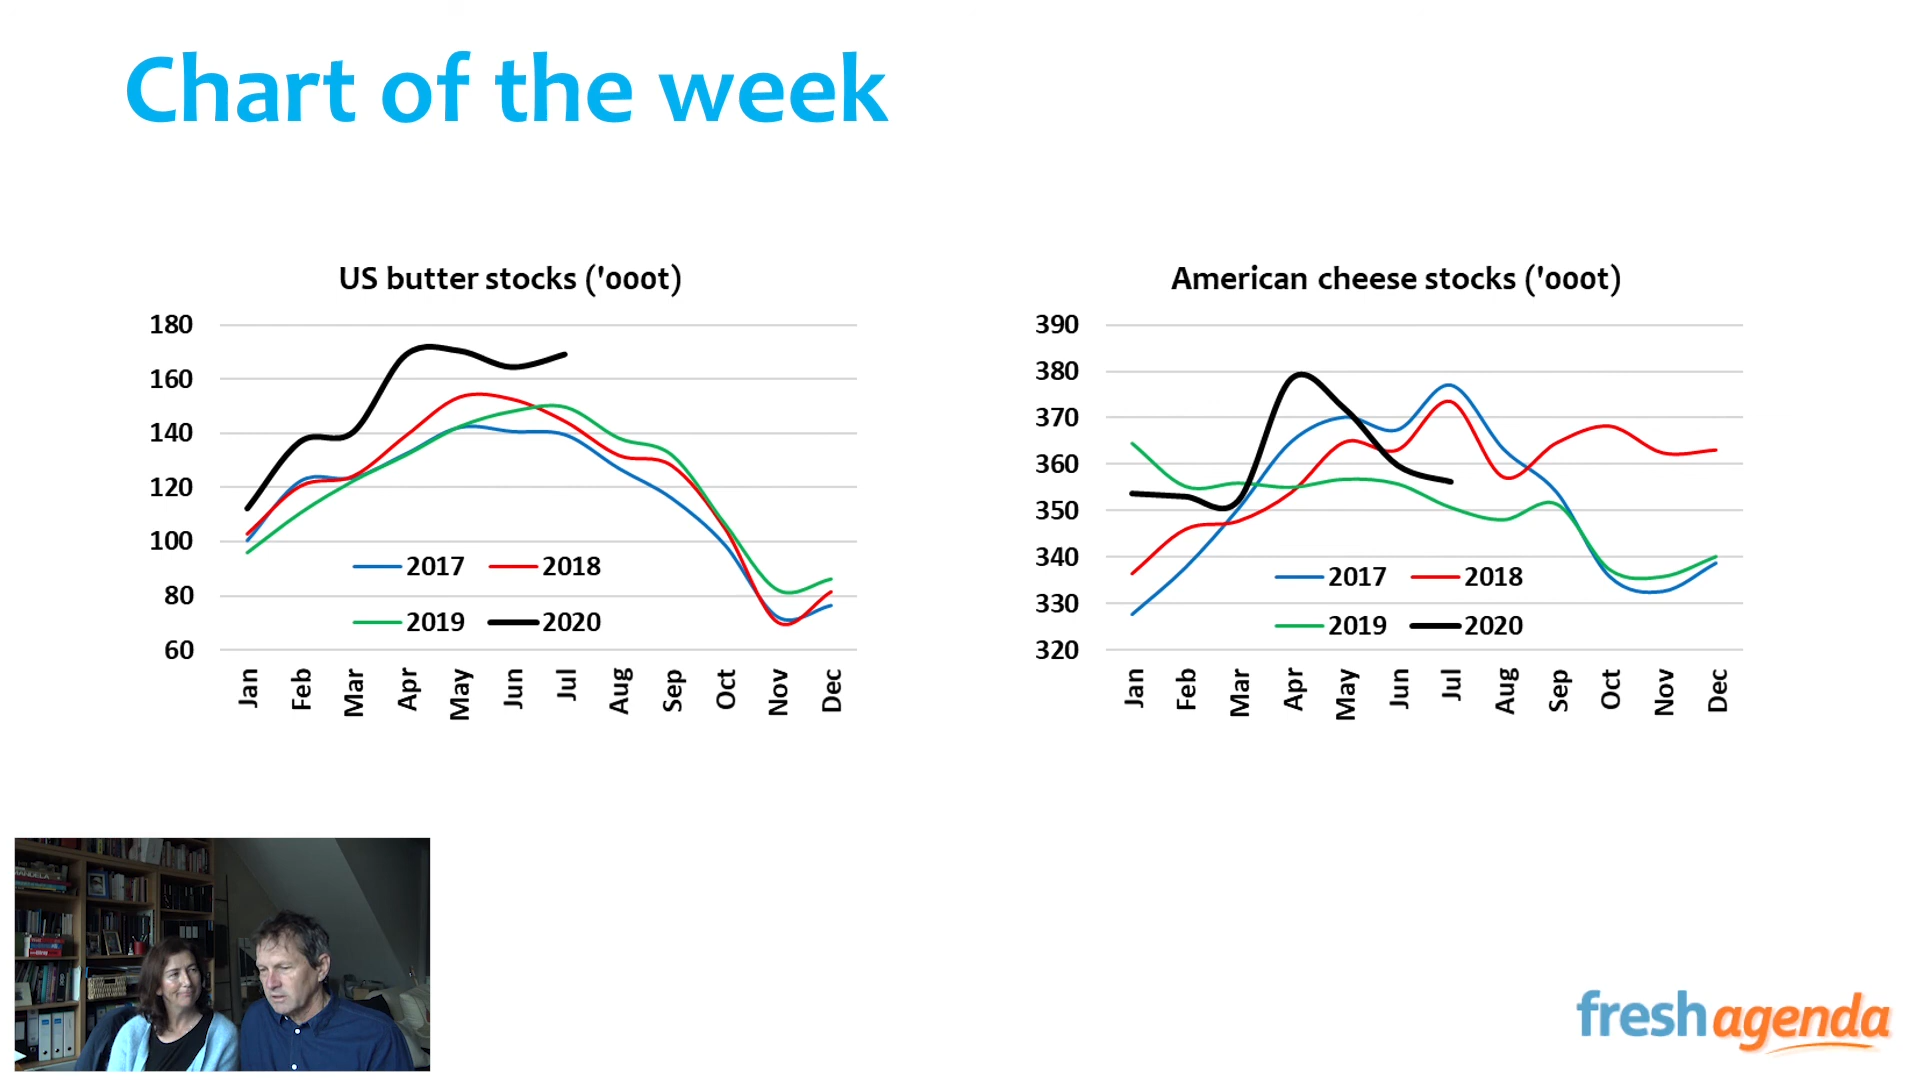 Chart of the week
US butter stocks ('000t)
180
160
140
120
100
80
60
2017 2018
2019 2020
Jan Feb Mar Apr May Jun Jul Aug Sep Oct Nov Dec
American cheese stocks ('000t)
390
380
370
360
350
340
330
320
2017 2018
2019 2020
Jan Feb Mar Apr May Jun Jul Aug Sep Oct Nov Dec
MANDELA
fresh agenda